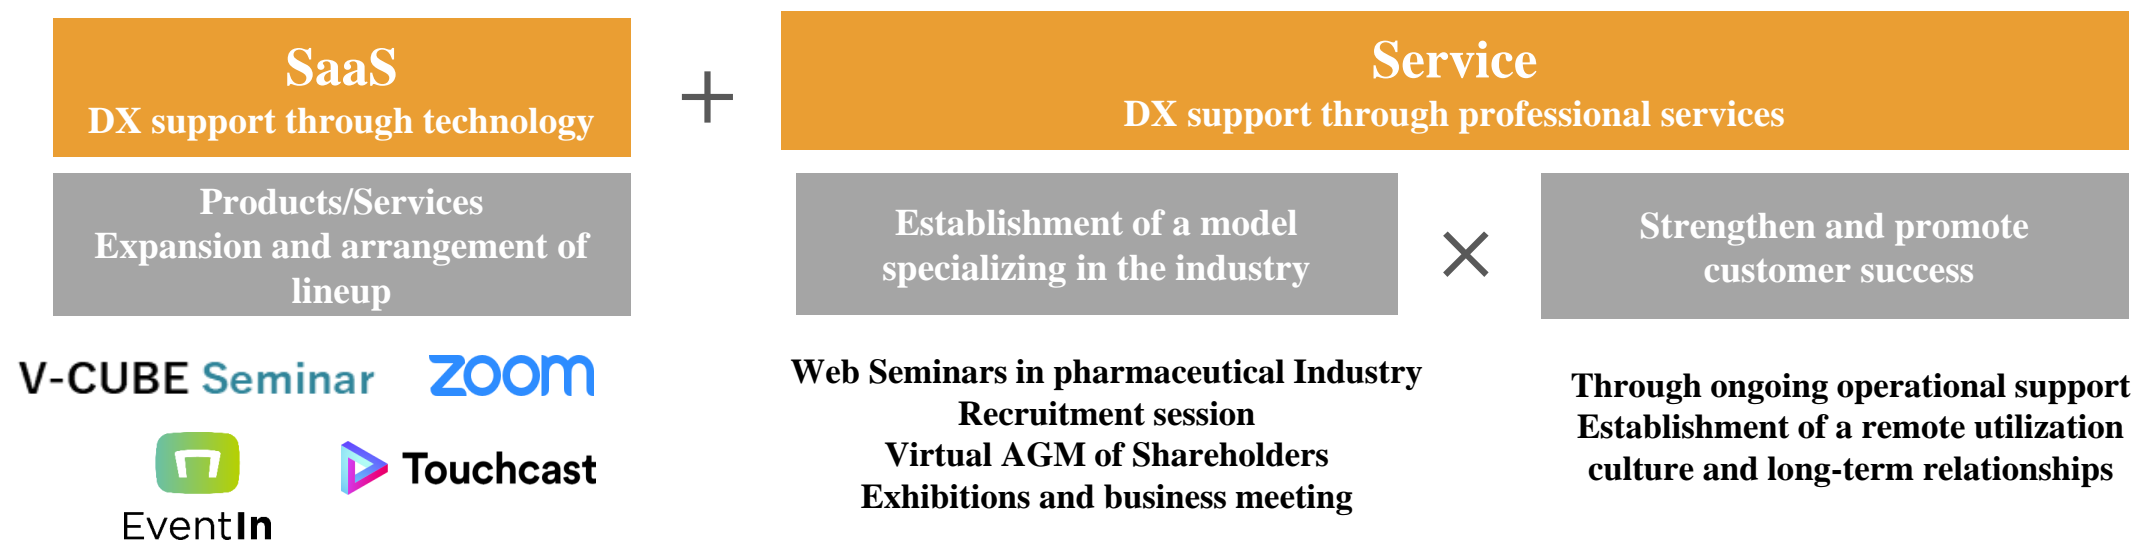 SaaS
DX support through technology
+
Service
DX support through professional services
Products/Services
Expansion and arrangement of
lineup
Establishment of a model
specializing in the industry
×
Strengthen and promote
customer success
V-CUBE Seminar
zoom
EventIn
Touchcast
Web Seminars in pharmaceutical Industry
Recruitment session
Virtual AGM of Shareholders
Exhibitions and business meeting
Through ongoing operational support
Establishment of a remote utilization
culture and long-term relationships